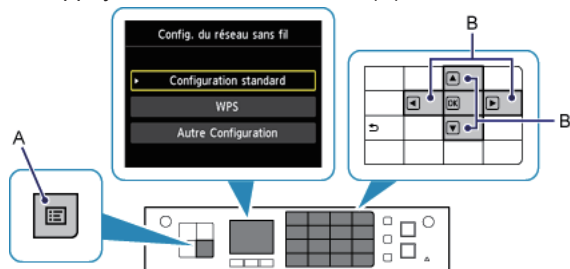 Config. du réseau sans fil
Configuration standard
WPS
Autre Configuration
A
B
B
OK